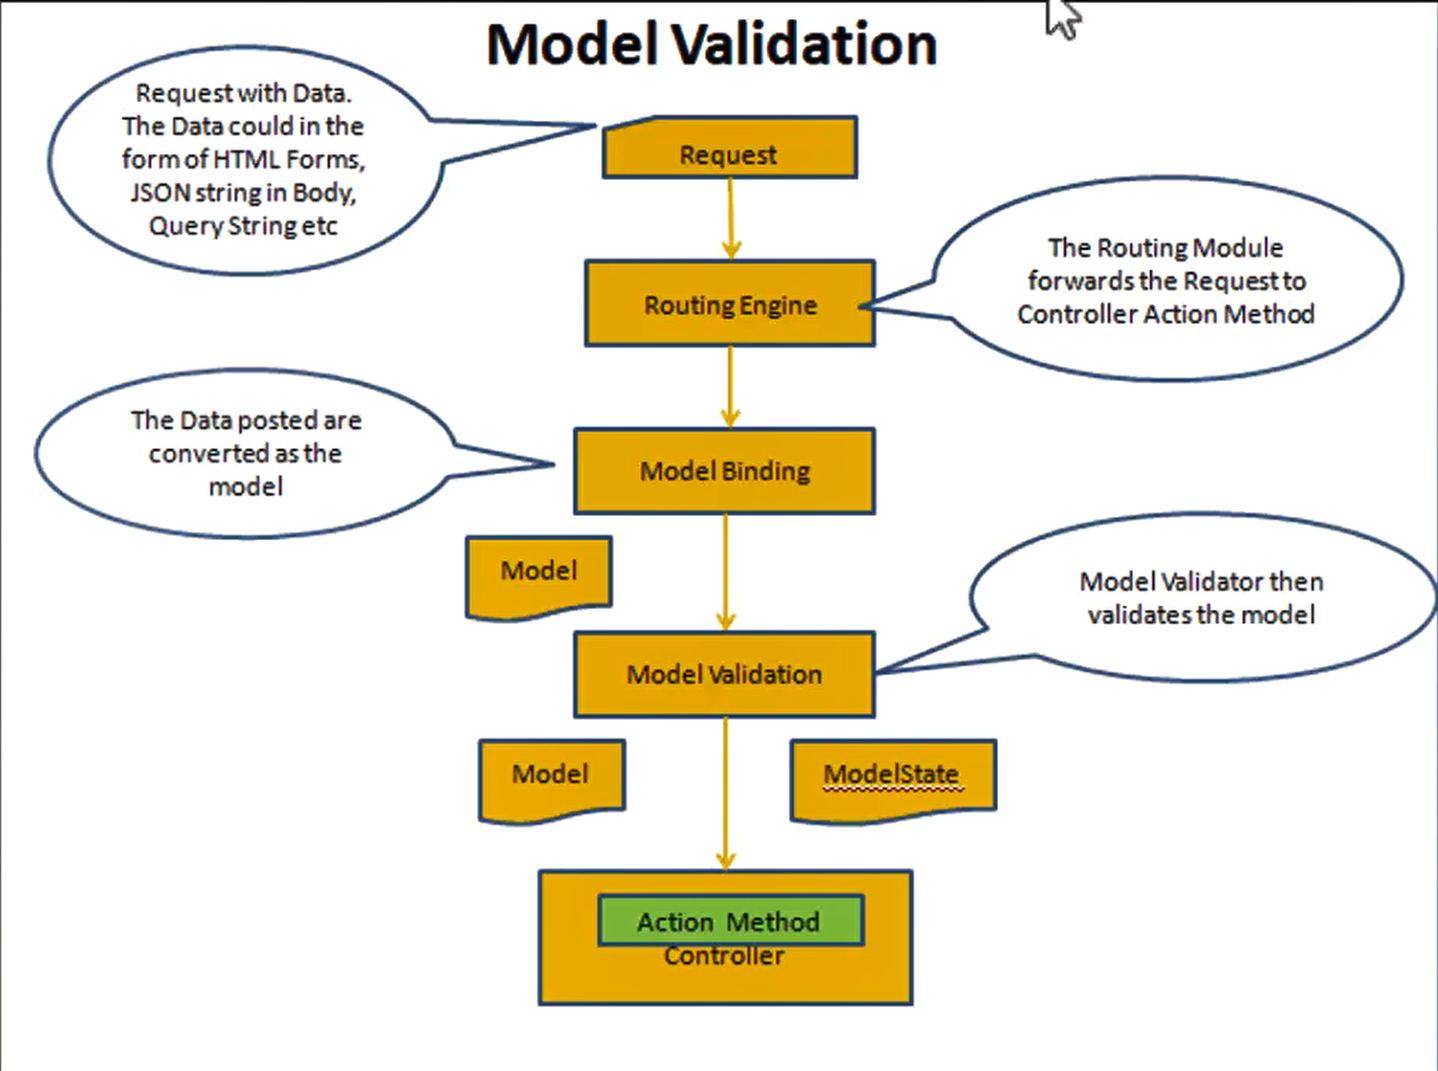 Model Validation
Request with Data.
The Data could in the
form of HTML Forms,
JSON string in Body,
Query String etc
Request
The Routing Module
forwards the Request to
Controller Action Method
Routing Engine
The Data posted are
converted as the
model
Model Binding
Model
Model Validator then
validates the model
Model Validation
Model
ModelState
Action Method
Controller